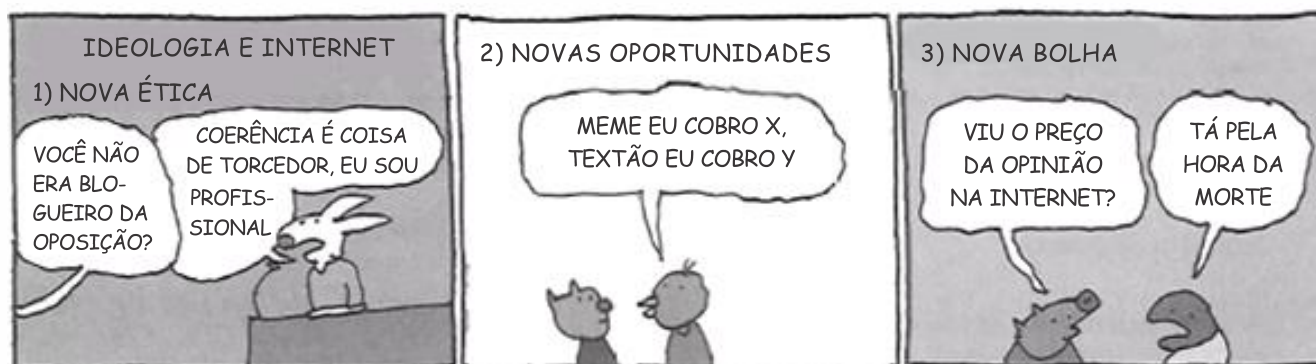 IDEOLOGIA E INTERNET
1) NOVA ÉTICA
VOCÊ NÃO
ERA BLO-
GUEIRO DA
OPOSIÇÃO?
COERÊNCIA É COISA
DE TORCEDOR, EU SOU
PROFIS-
SIONAL
2) NOVAS OPORTUNIDADES
MEME EU COBRO X,
TEXTÃO EU COBRO Y
3) NOVA BOLHA
VIU O PREÇO
DA OPINIÃO
NA INTERNET?
TÁ PELA
HORA DA
MORTE